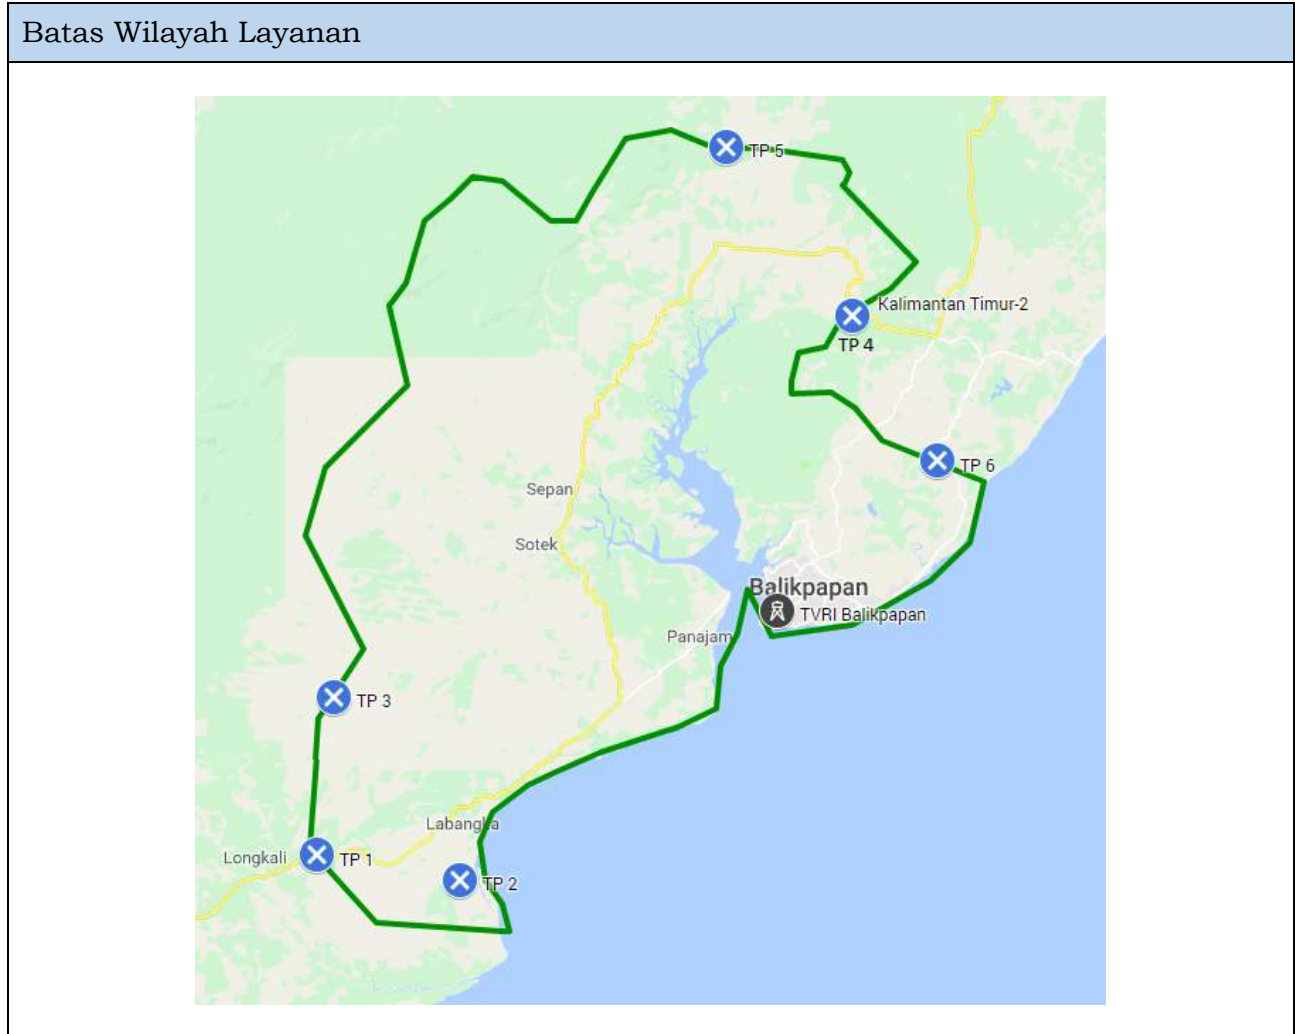 Batas Wilayah Layanan
TP 5
Kalimantan Timur-2
TP 4
TP 6
Sepan
Sotek
Balikpapan
TVRI Balikpapan
Panajam
TP 3
Labangka
Longkali
TP 1
TP 2